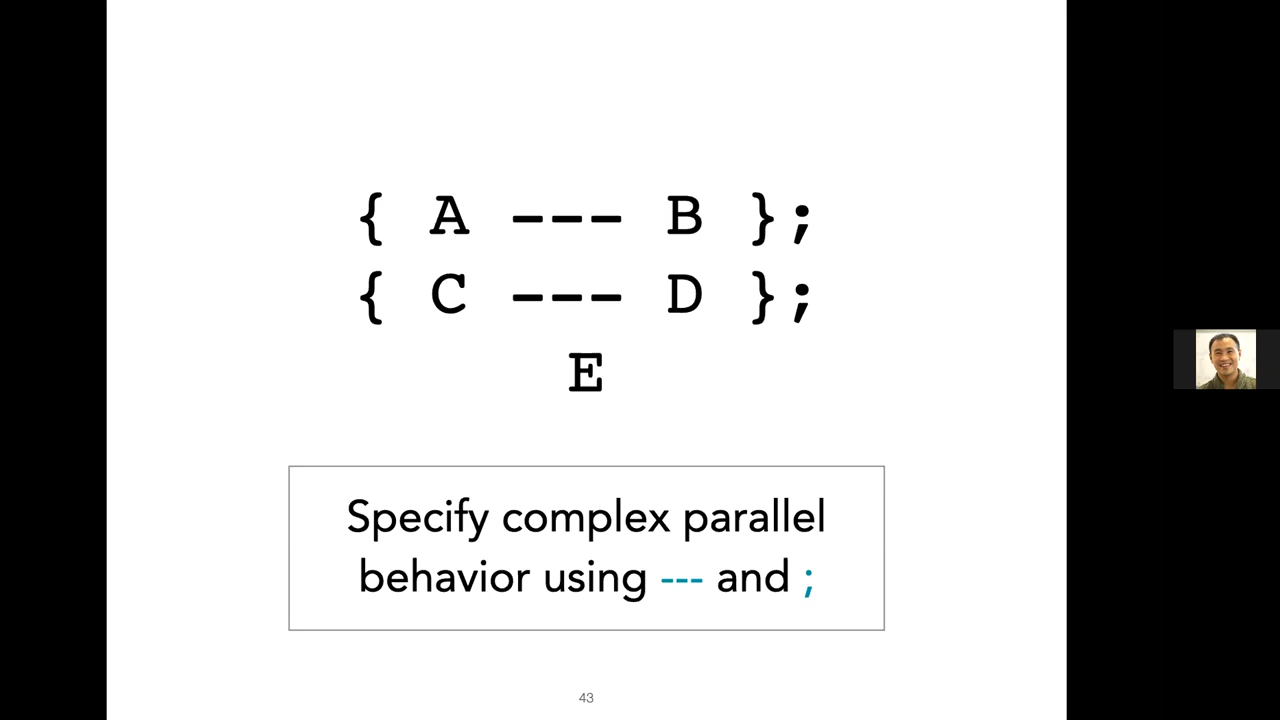 { A --- B };
{ C --- D };
E
Specify complex parallel
behavior using --- and ;
43